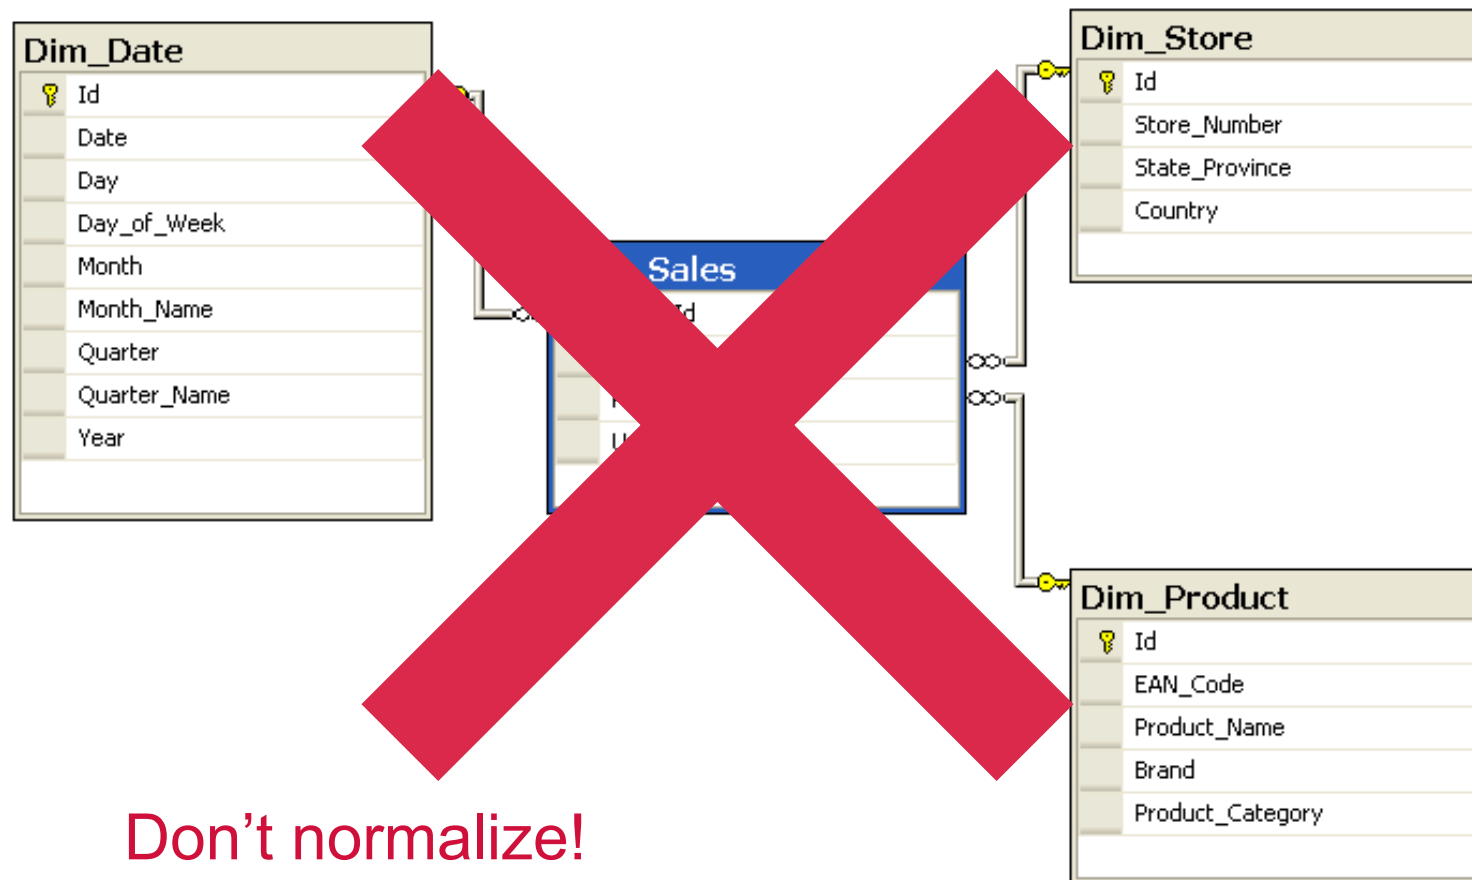 Dim_Date
Id
Date
Day
Day_of_Week
Month
Month_Name
Quarter
Quarter_Name
Year
Sales
Id
Dim_Store
Id
Store_Number
State_Province
Country
Dim_Product
Id
EAN_Code
Product_Name
Brand
Product_Category
Don’t normalize!